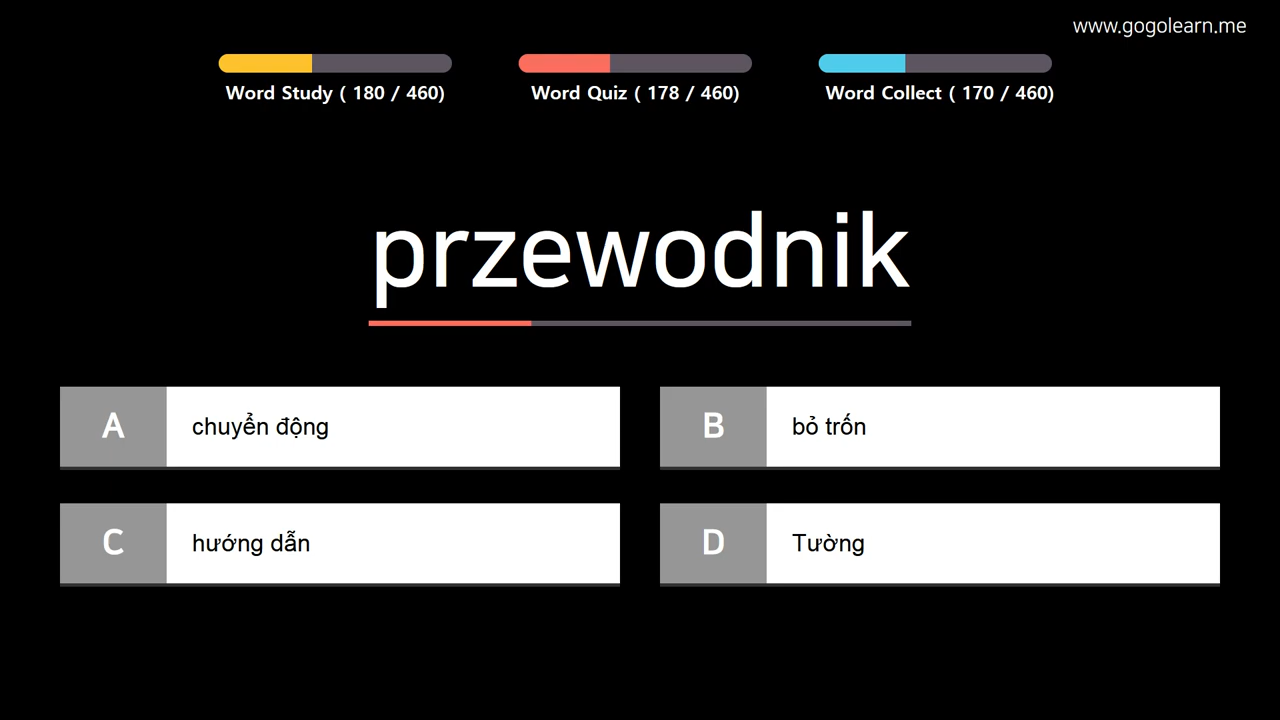 www.gogolearn.me
Word Study ( 180 / 460)
Word Quiz ( 178 / 460)
Word Collect ( 170 / 460)
przewodnik
A
chuyển động
B
bỏ trốn
C
hướng dẫn
D
Tường